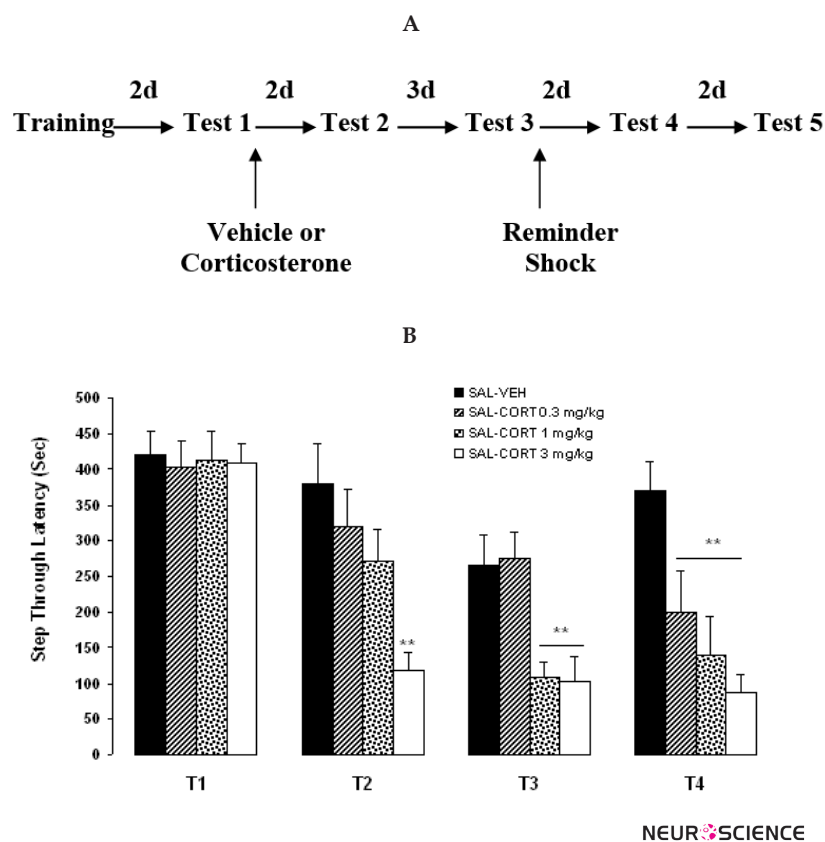 A
2d 2d 3d 2d 2d
Training Test 1 Test 2 Test 3 Test 4 Test 5
Vehicle or Reminder
Corticosterone Shock
B
Step Through Latency (Sec)
500
450
400
350
300
250
200
150
100
50
0
SAL-VEH
SAL-CORT 0.3 mg/kg
SAL-CORT 1 mg/kg
SAL-CORT 3 mg/kg
**
**
**
T1 T2 T3 T4
NEUROSCIENCE